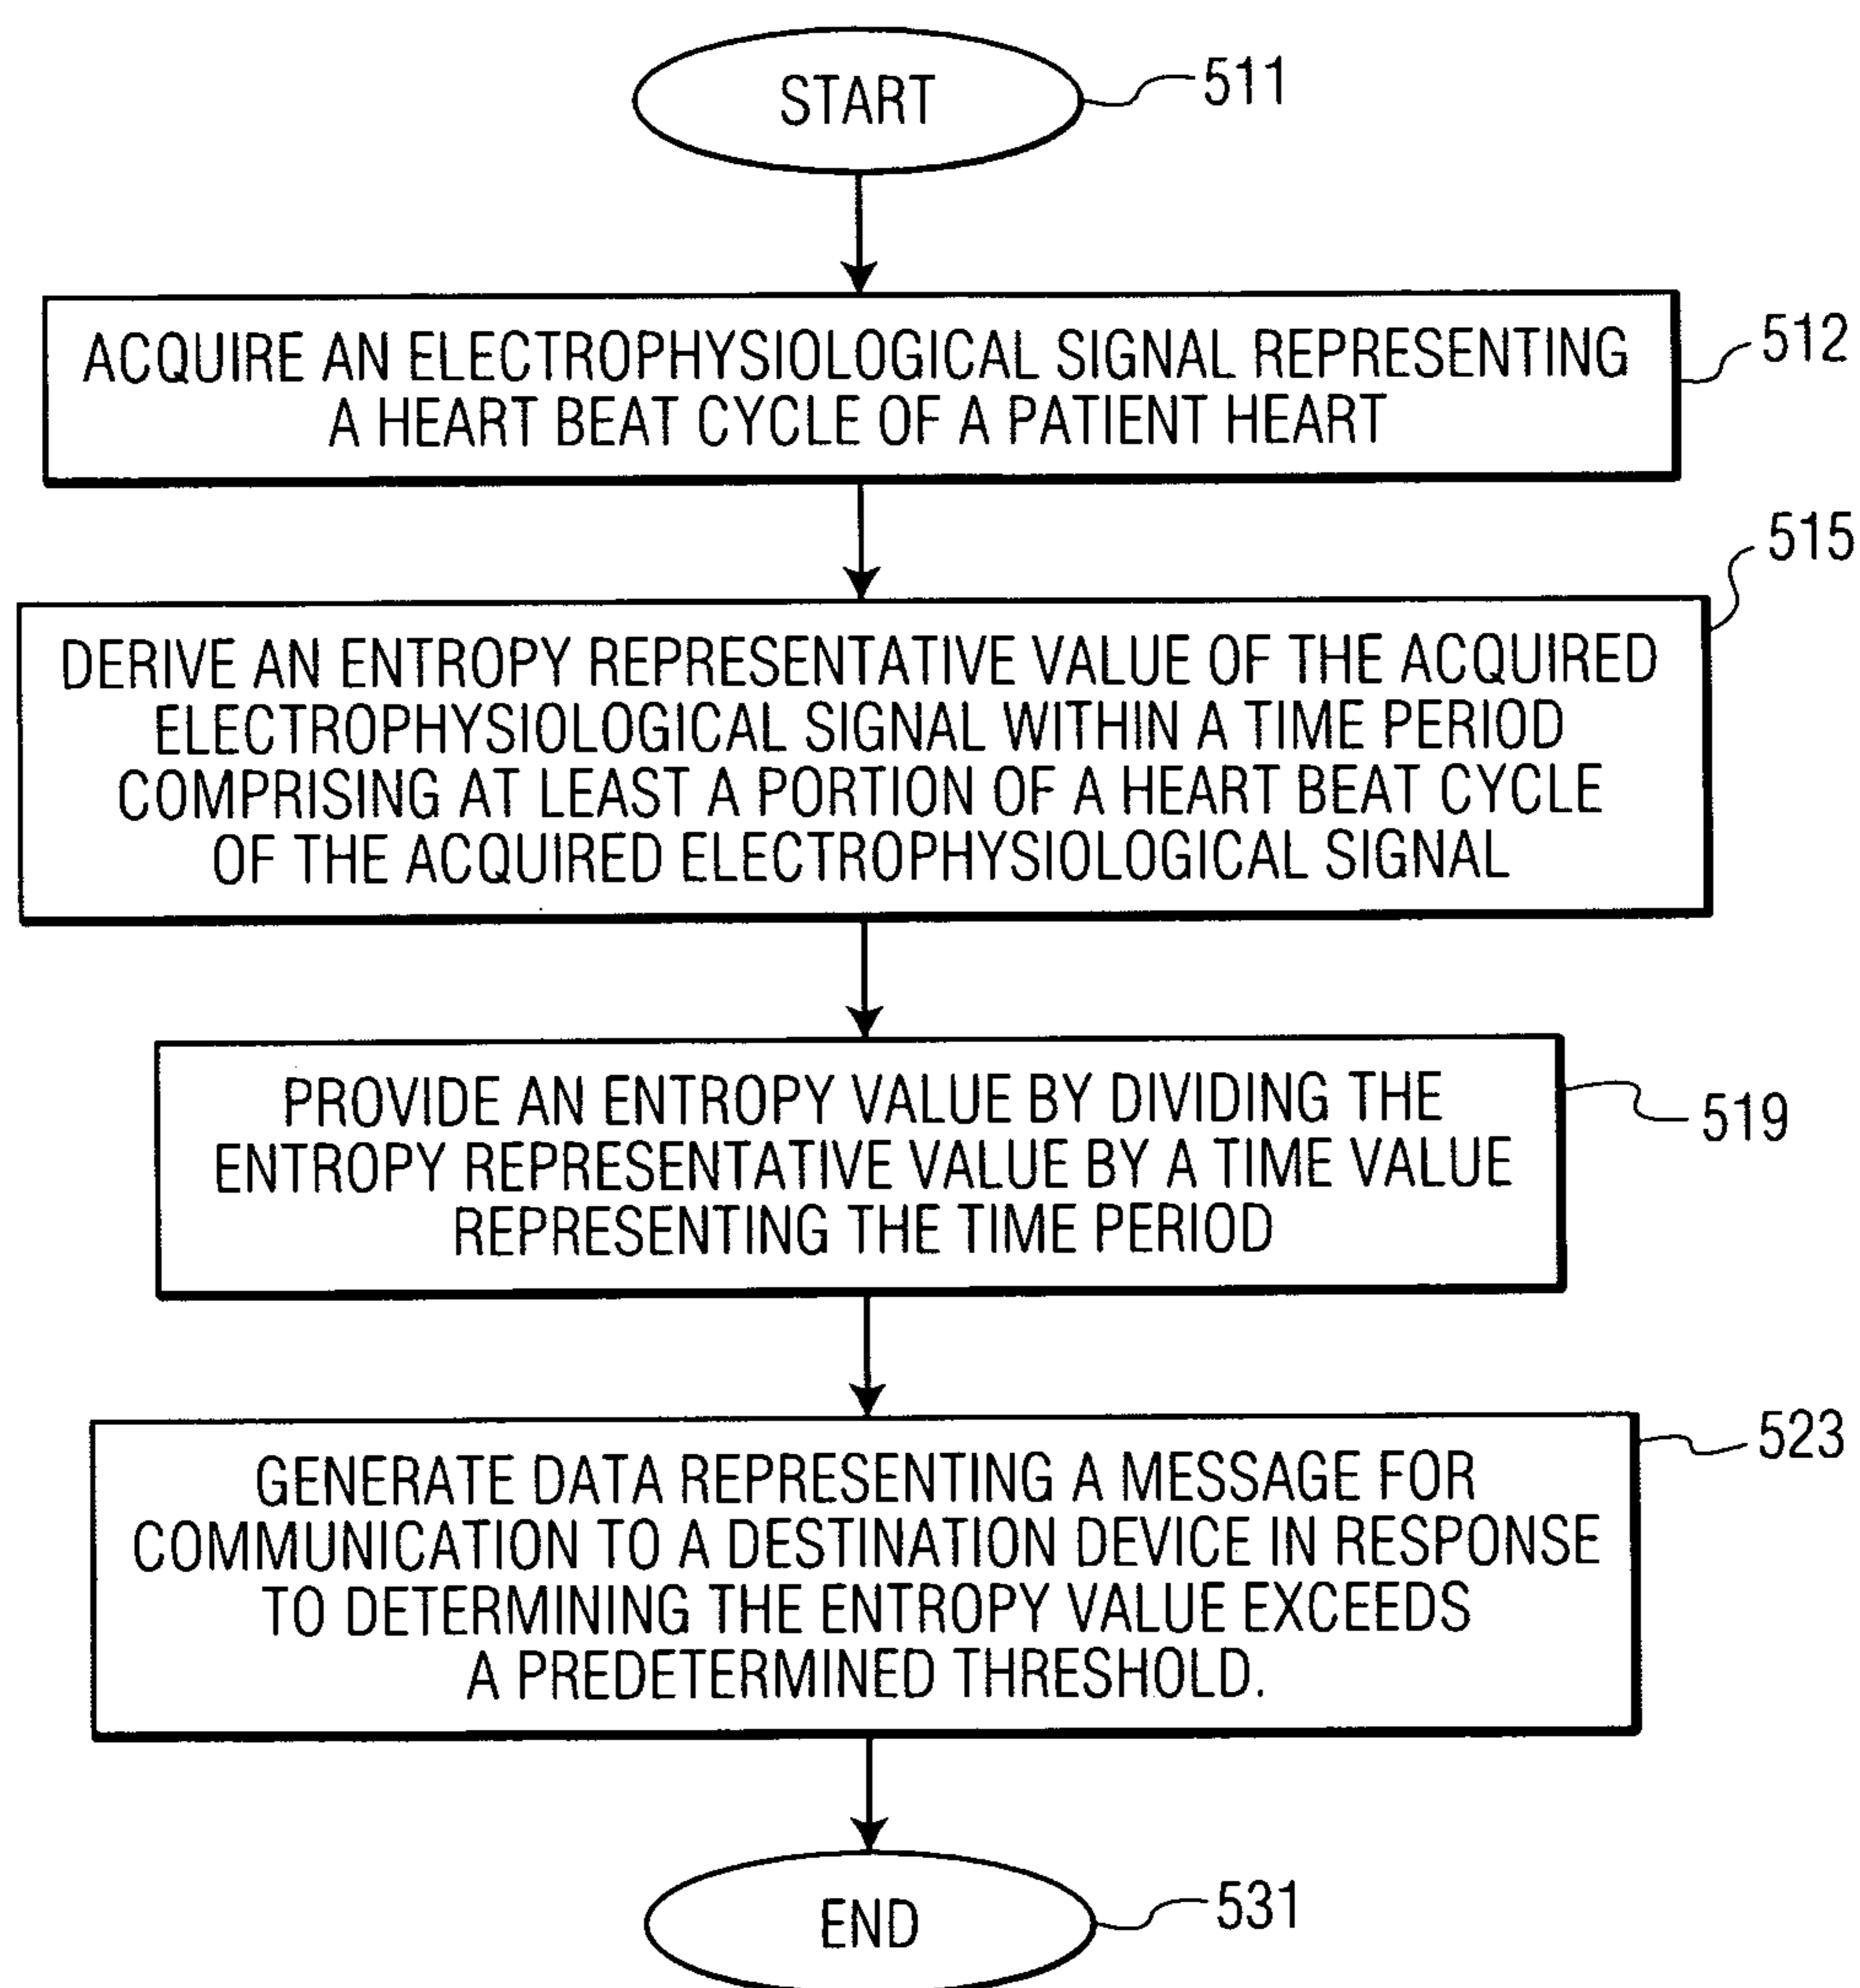 START
511
ACQUIRE AN ELECTROPHYSIOLOGICAL SIGNAL REPRESENTING
A HEART BEAT CYCLE OF A PATIENT HEART
512
515
DERIVE AN ENTROPY REPRESENTATIVE VALUE OF THE ACQUIRED
ELECTROPHYSIOLOGICAL SIGNAL WITHIN A TIME PERIOD
COMPRISING AT LEAST A PORTION OF A HEART BEAT CYCLE
OF THE ACQUIRED ELECTROPHYSIOLOGICAL SIGNAL
PROVIDE AN ENTROPY VALUE BY DIVIDING THE
ENTROPY REPRESENTATIVE VALUE BY A TIME VALUE
REPRESENTING THE TIME PERIOD
519
GENERATE DATA REPRESENTING A MESSAGE FOR
COMMUNICATION TO A DESTINATION DEVICE IN RESPONSE
TO DETERMINING THE ENTROPY VALUE EXCEEDS
A PREDETERMINED THRESHOLD.
523
END
531